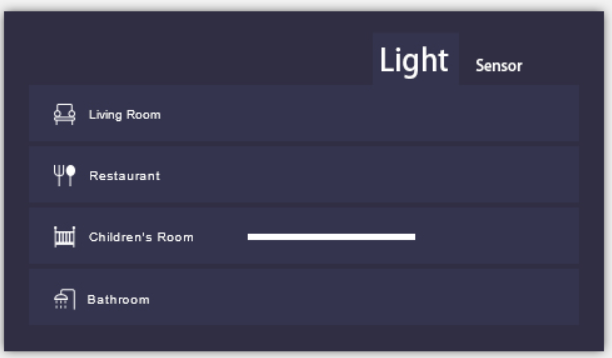 Light Sensor
Living Room
Restaurant
Children's Room
Bathroom